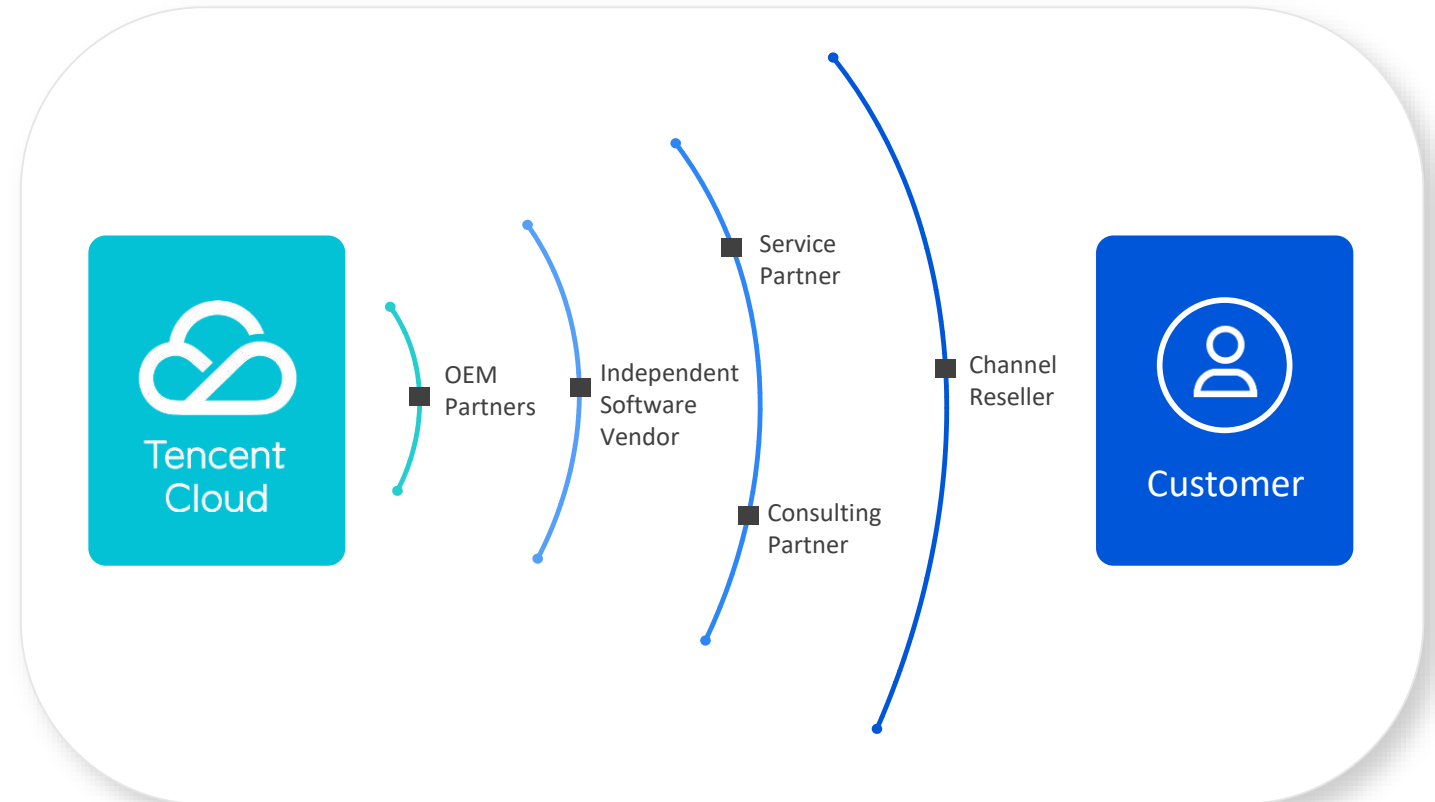 Tencent
Cloud
OEM
Partners
Independent
Software
Vendor
Service
Partner
Consulting
Partner
Channel
Reseller
Customer